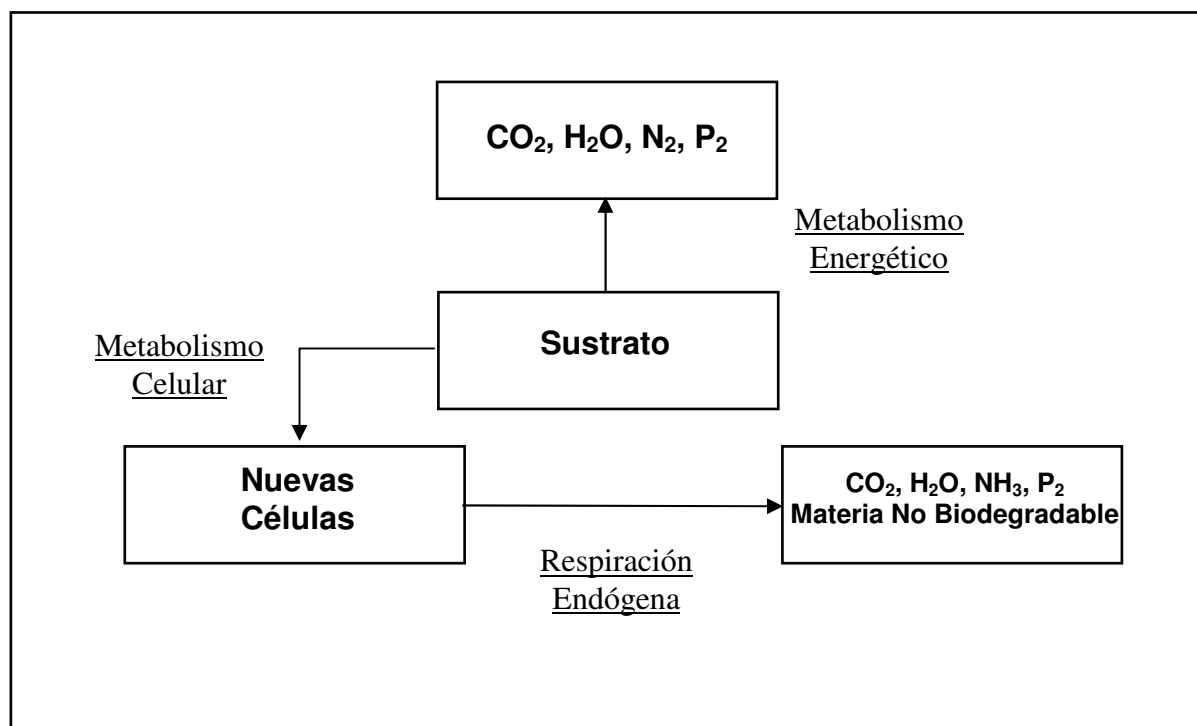 CO₂, H₂O, N₂, P₂
Metabolismo
Energético
Sustrato
Metabolismo
Celular
Nuevas
Células
CO₂, H₂O, NH₃, P₂
Materia No Biodegradable
Respiración
Endógena